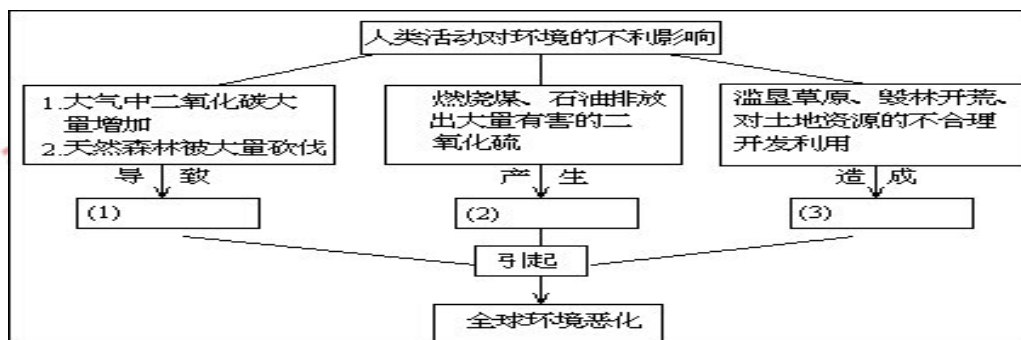 人类活动对环境的不利影响
1.大气中二氧化碳大
量增加
2.天然森林被大量砍伐
燃烧煤、石油排放
出大量有害的二
氧化硫
滥垦草原、毁林开荒、
对土地资源的不合理
开发利用
导致
产生
造成
(1)
(2)
(3)
引起
全球环境恶化